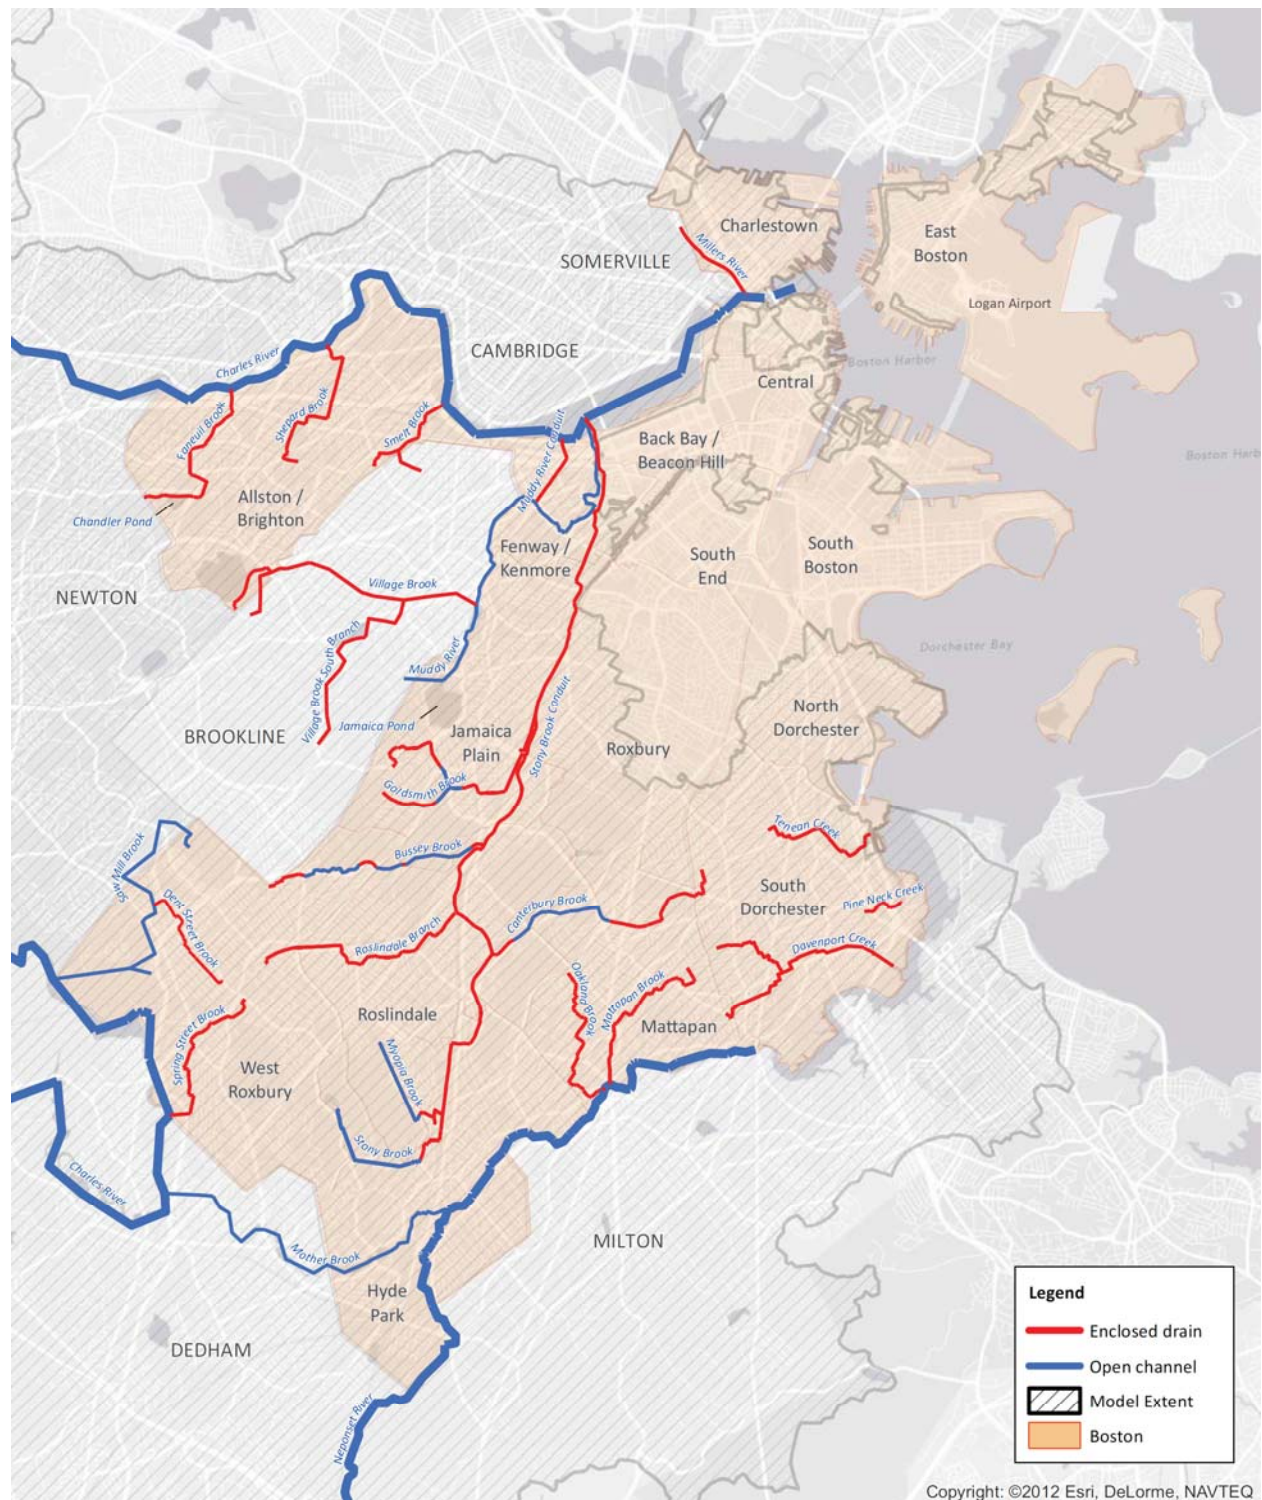 Charlestown
Millers River
East
Boston
SOMERVILLE
Logan Airport
CAMBRIDGE
Charles River
Boston Harbor
Central
Faneuil Brook
Shepard Brook
Smelt Brook
Muddy River Conduit
Back Bay /
Beacon Hill
Boston Harbor
Allston /
Brighton
Chandler Pond
Fenway /
Kenmore
South
End
South
Boston
Village Brook
NEWTON
Village Brook South Branch
Muddy River
Dorchester Bay
Stony Brook Conduit
North
Dorchester
Jamaica Pond
Jamaica
Plain
BROOKLINE
Roxbury
Goldsmith Brook
Tenean Creek
Saw Mill Brook
Bussey Brook
Dent Street Brook
South
Dorchester
Pine Neck Creek
Canterbury Brook
Roslindale Branch
Davenport Creek
Oakland Brook
Mattapan Brook
Spring Street Brook
Roslindale
Mattapan
Myopia Brook
West
Roxbury
Stony Brook
Charles River
Mother Brook
MILTON
Hyde
Park
DEDHAM
Neponset River
Legend
Enclosed drain
Open channel
Model Extent
Boston
Copyright: ©2012 Esri, DeLorme, NAVTEQ